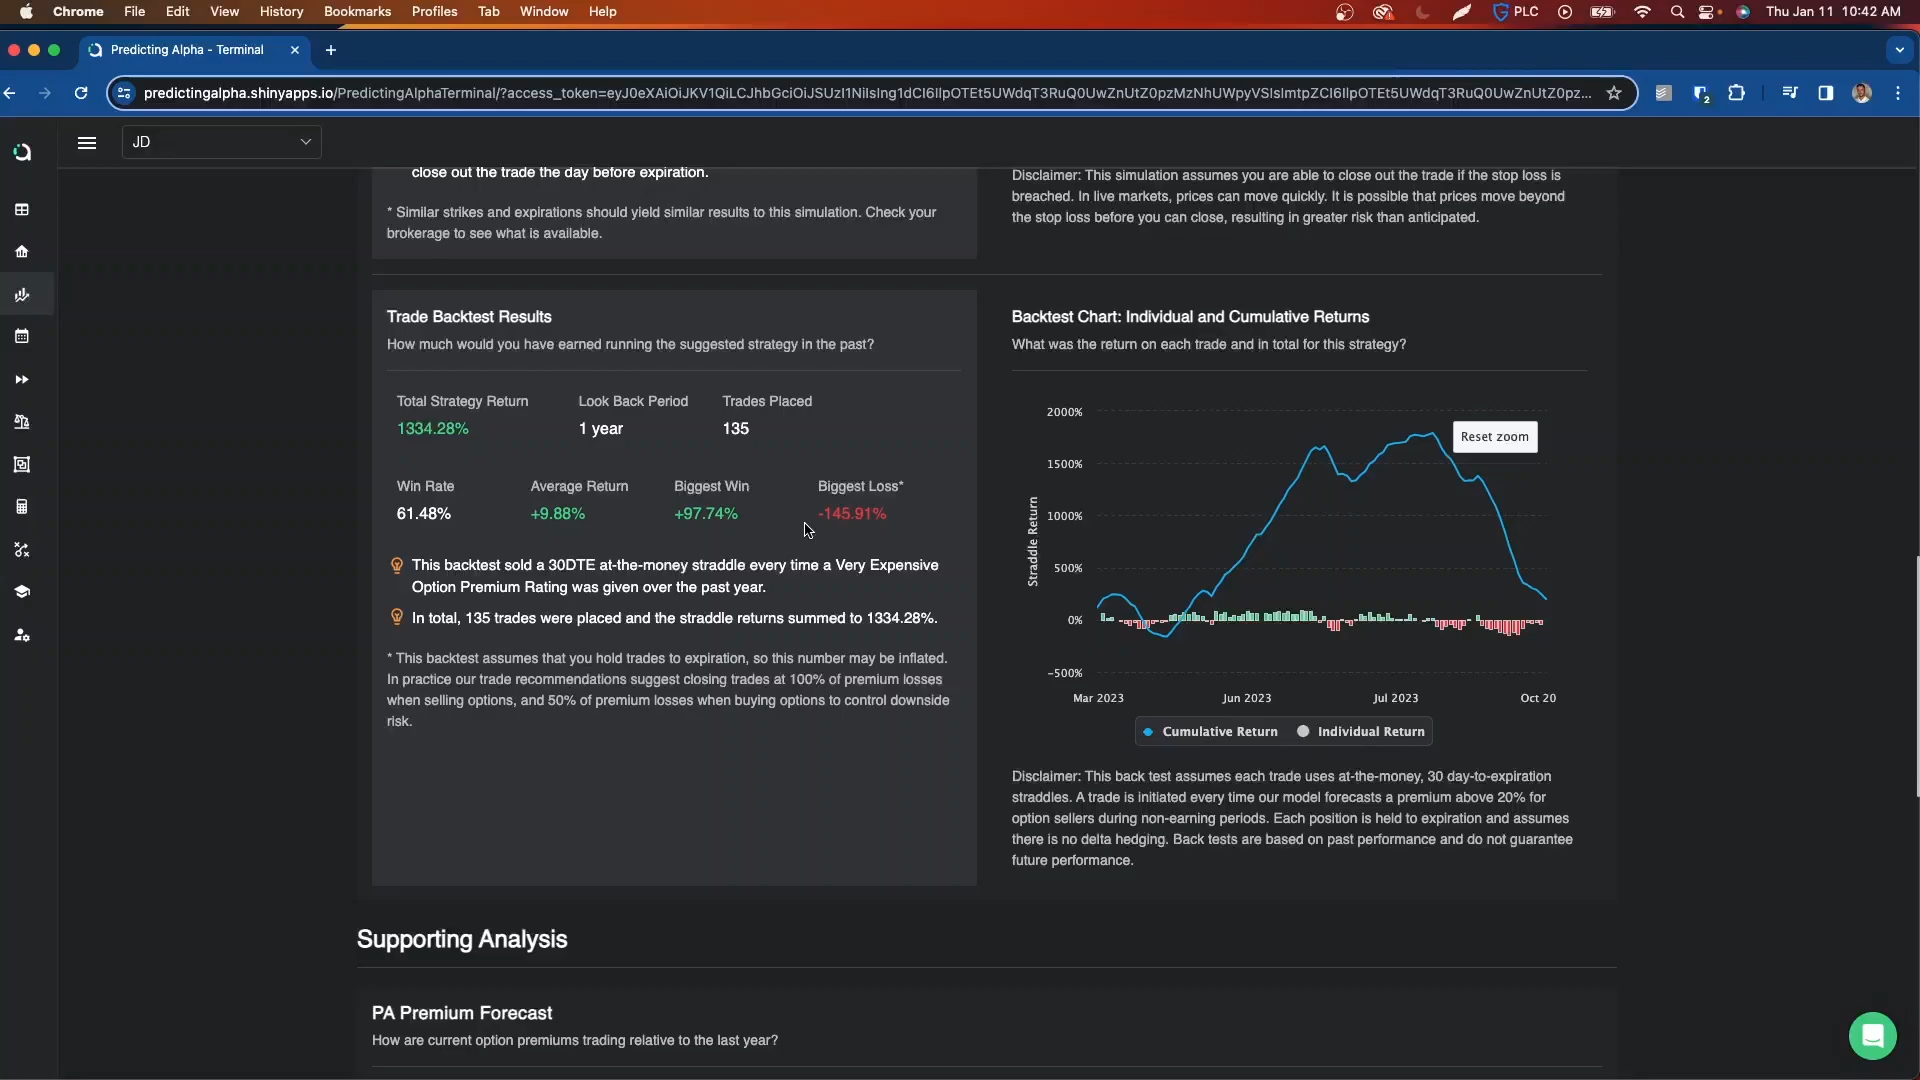 Chrome File Edit View History Bookmarks Profiles Tab Window Help PLC Thu Jan 11 10:42 AM
Predicting Alpha - Terminal
JD
close out the trade the day before expiration.
* Similar strikes and expirations should yield similar results to this simulation. Check your
brokerage to see what is available.
Disclaimer: This simulation assumes you are able to close out the trade if the stop loss is
breached. In live markets, prices can move quickly. It is possible that prices move beyond
the stop loss before you can close, resulting in greater risk than anticipated.
Trade Backtest Results
How much would you have earned running the suggested strategy in the past?
Total Strategy Return Look Back Period Trades Placed
1334.28% 1 year 135
Win Rate Average Return Biggest Win Biggest Loss*
61.48% +9.88% +97.74% -145.91%
This backtest sold a 30DTE at-the-money straddle every time a Very Expensive
Option Premium Rating was given over the past year.
In total, 135 trades were placed and the straddle returns summed to 1334.28%.
* This backtest assumes that you hold trades to expiration, so this number may be inflated.
In practice our trade recommendations suggest closing trades at 100% of premium losses
when selling options, and 50% of premium losses when buying options to control downside
risk.
Backtest Chart: Individual and Cumulative Returns
What was the return on each trade and in total for this strategy?
Straddle Return
2000%
1500%
1000%
500%
0%
−500%
Reset zoom
Mar 2023 Jun 2023 Jul 2023 Oct 20
Cumulative Return Individual Return
Disclaimer: This back test assumes each trade uses at-the-money, 30 day-to-expiration
straddles. A trade is initiated every time our model forecasts a premium above 20% for
option sellers during non-earning periods. Each position is held to expiration and assumes
there is no delta hedging. Back tests are based on past performance and do not guarantee
future performance.
Supporting Analysis
PA Premium Forecast
How are current option premiums trading relative to the last year?